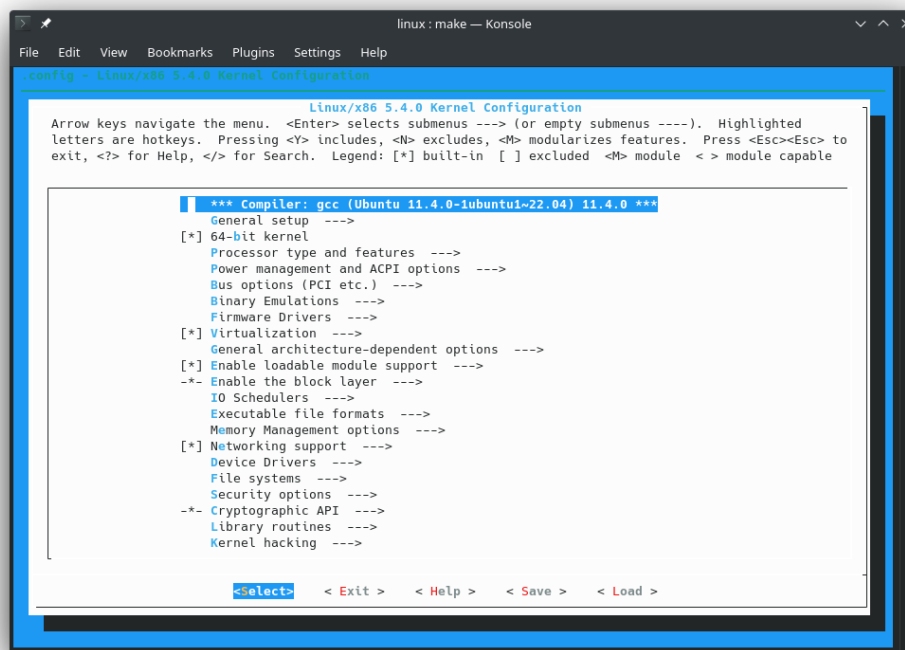 linux : make — Konsole
File Edit View Bookmarks Plugins Settings Help
.config - Linux/x86 5.4.0 Kernel Configuration
Linux/x86 5.4.0 Kernel Configuration
Arrow keys navigate the menu.  <Enter> selects submenus ---> (or empty submenus ----).  Highlighted
letters are hotkeys.  Pressing <Y> includes, <N> excludes, <M> modularizes features.  Press <Esc><Esc> to
exit, <?> for Help, </> for Search.  Legend: [*] built-in  [ ] excluded  <M> module  < > module capable
*** Compiler: gcc (Ubuntu 11.4.0-1ubuntu1~22.04) 11.4.0 ***
General setup  --->
[*] 64-bit kernel
Processor type and features  --->
Power management and ACPI options  --->
Bus options (PCI etc.)  --->
Binary Emulations  --->
Firmware Drivers  --->
[*] Virtualization  --->
General architecture-dependent options  --->
[*] Enable loadable module support  --->
-*- Enable the block layer  --->
IO Schedulers  --->
Executable file formats  --->
Memory Management options  --->
[*] Networking support  --->
Device Drivers  --->
File systems  --->
Security options  --->
-*- Cryptographic API  --->
Library routines  --->
Kernel hacking  --->
<Select>    < Exit >    < Help >    < Save >    < Load >